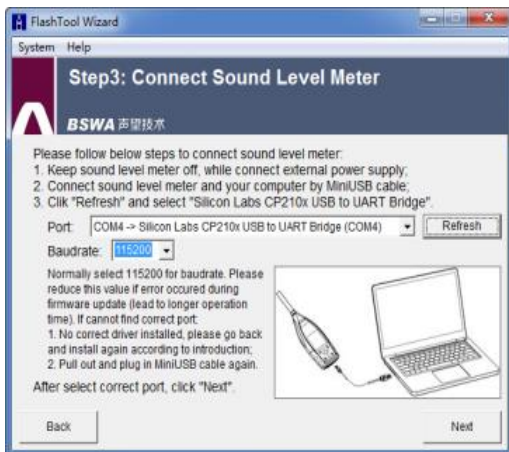 FlashTool Wizard
System Help
Step3: Connect Sound Level Meter
BSWA 声望技术
Please follow below steps to connect sound level meter:
1. Keep sound level meter off, while connect external power supply;
2. Connect sound level meter and your computer by MiniUSB cable;
3. Clik "Refresh" and select "Silicon Labs CP210x USB to UART Bridge".
Port: COM4 -> Silicon Labs CP210x USB to UART Bridge (COM4) Refresh
Baudrate: 115200
Normally select 115200 for baudrate. Please
reduce this value if error occured during
firmware update (lead to longer operation
time). If cannot find correct port:
1. No correct driver installed, please go back
and install again according to introduction;
2. Pull out and plug in MiniUSB cable again.
After select correct port, click "Next".
Back Next